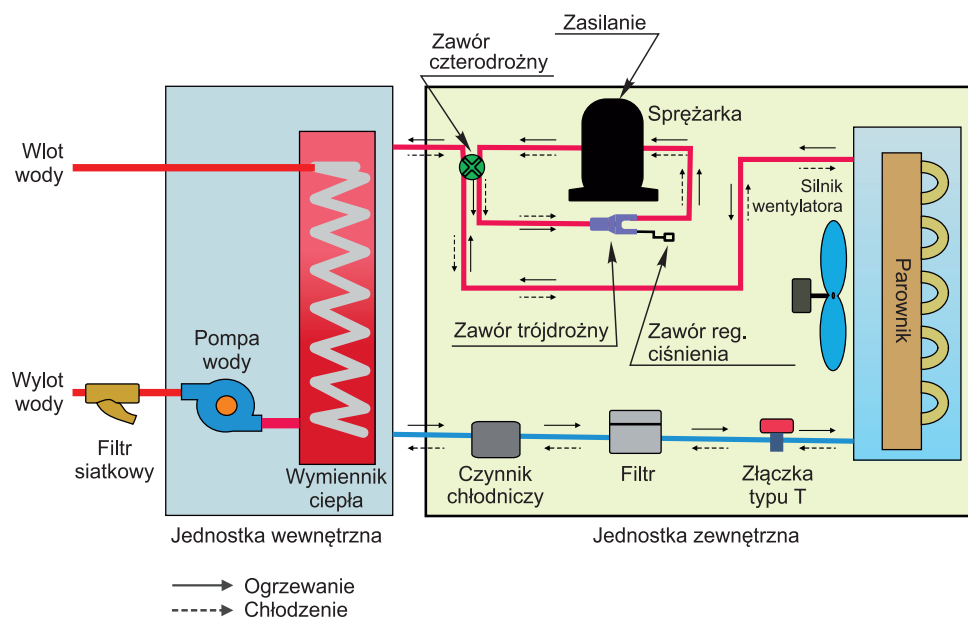 Zasilanie
Zawór
czterodrożny
Sprężarka
Wlot
wody
Silnik
wentylatora
Parownik
Zawór trójdrożny
Zawór reg.
ciśnienia
Pompa
wody
Wylot
wody
Filtr
siatkowy
Wymiennik
ciepła
Czynnik
chłodniczy
Filtr
Złączka
typu T
Jednostka wewnętrzna
Jednostka zewnętrzna
Ogrzewanie
Chłodzenie